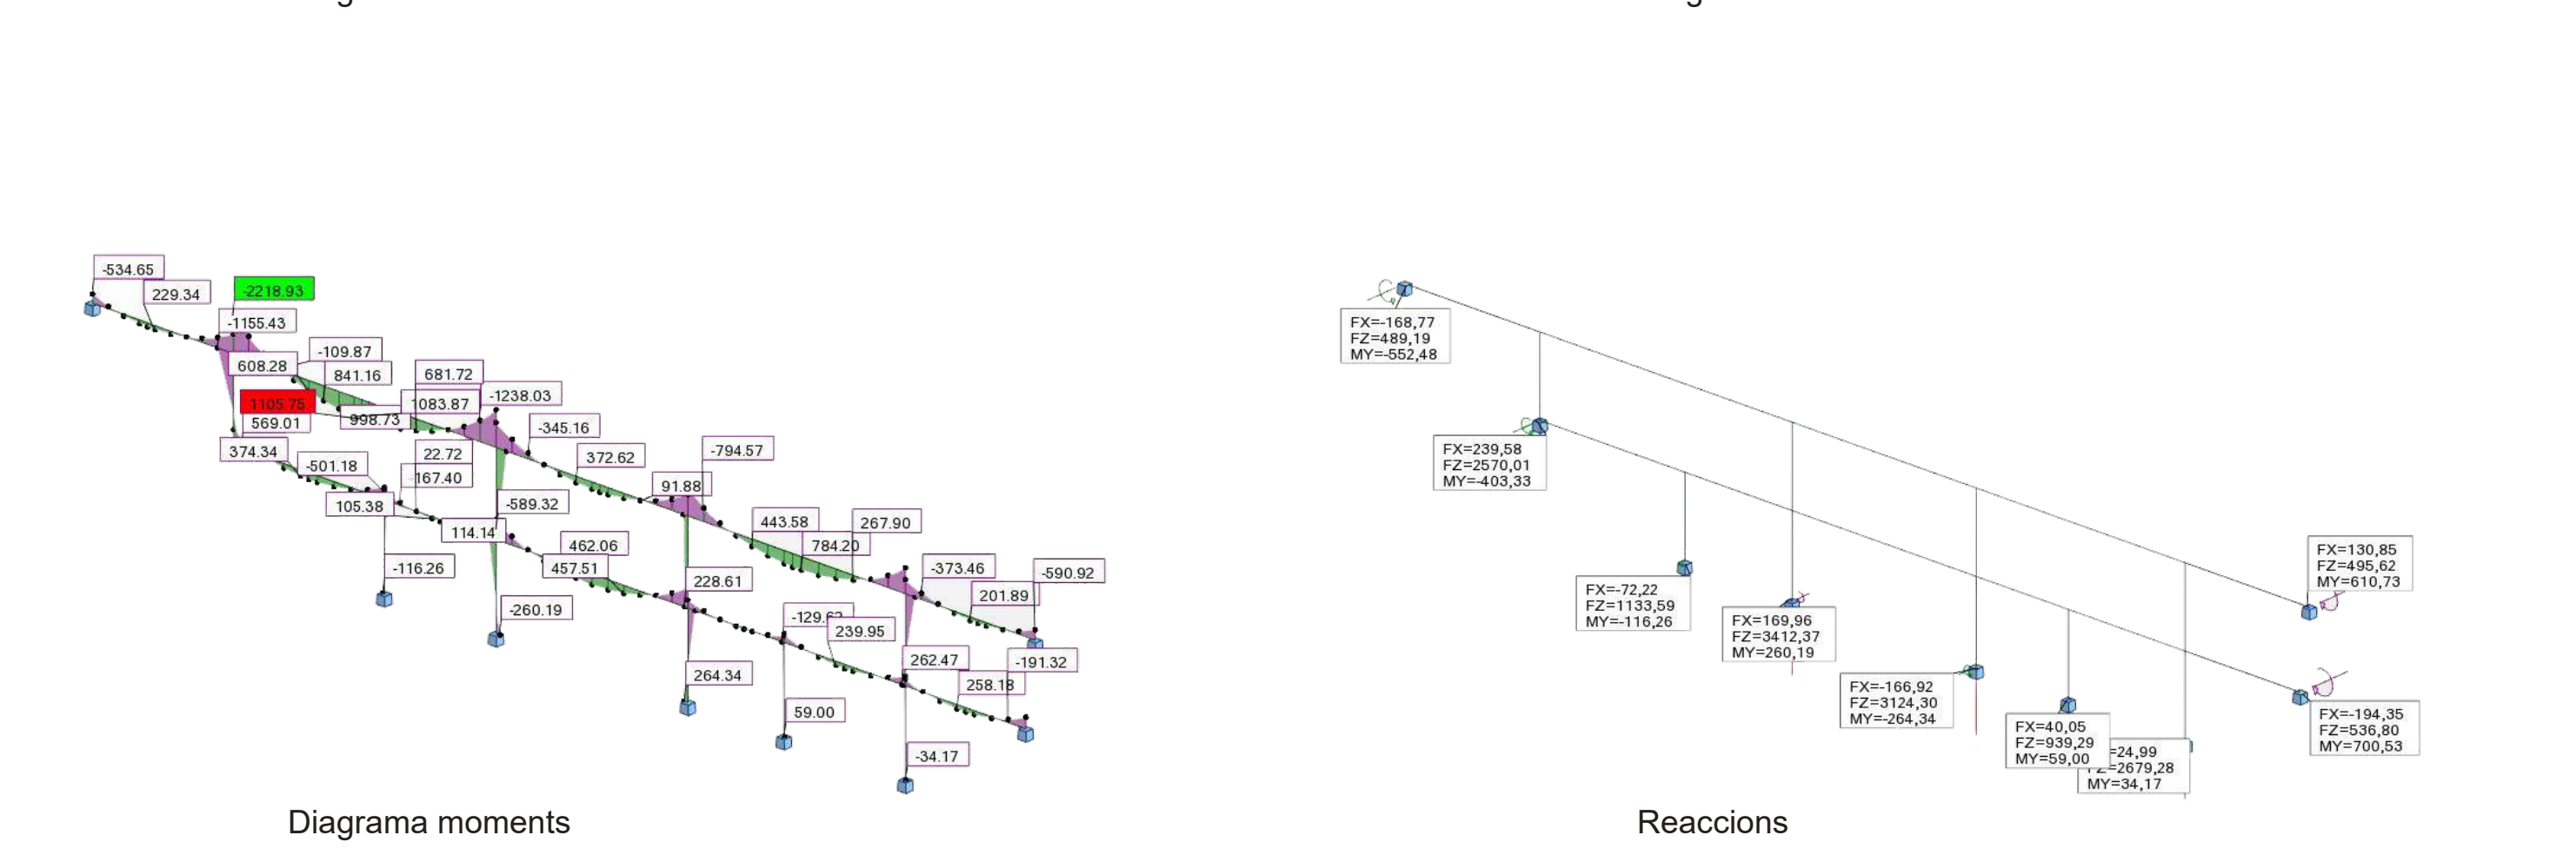 -534.65
229.34
-2218.93
-1155.43
608.28
-109.87
841.16
1105.75
569.01
998.73
681.72
1083.87
-1238.03
374.34
-501.18
22.72
167.40
105.38
-345.16
372.62
-589.32
114.14
-794.57
91.88
462.06
457.51
-116.26
-260.19
443.58
267.90
784.20
228.61
-373.46
-590.92
201.89
239.95
264.34
262.47
-191.32
258.18
59.00
-34.17
Diagrama moments
FX=-168,77
FZ=489,19
MY=-552,48
FX=239,58
FZ=2570,01
MY=-403,33
FX=-72,22
FZ=1133,59
MY=-116,26
FX=169,96
FZ=3412,37
MY=260,19
FX=-166,92
FZ=3124,30
MY=-264,34
FX=40,05
FZ=939,29
MY=59,00
=24,99
FZ=2679,28
MY=34,17
FX=130,85
FZ=495,62
MY=610,73
FX=-194,35
FZ=536,80
MY=700,53
Reaccions